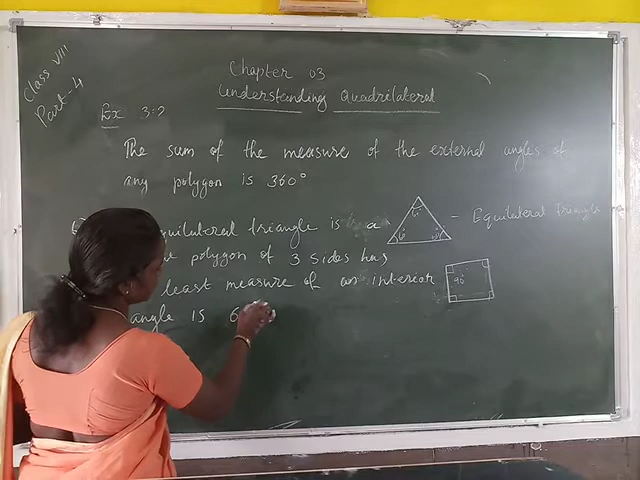 Class VIII
Part-4
Chapter 03
Understanding Quadrilateral
Ex 3.2
The sum of the measure of the external angles of
any polygon is 360°
equilateral triangle is a
polygon of 3 sides has
least measure of an interior
angle is 6
60°
- Equilateral Triangle
90°